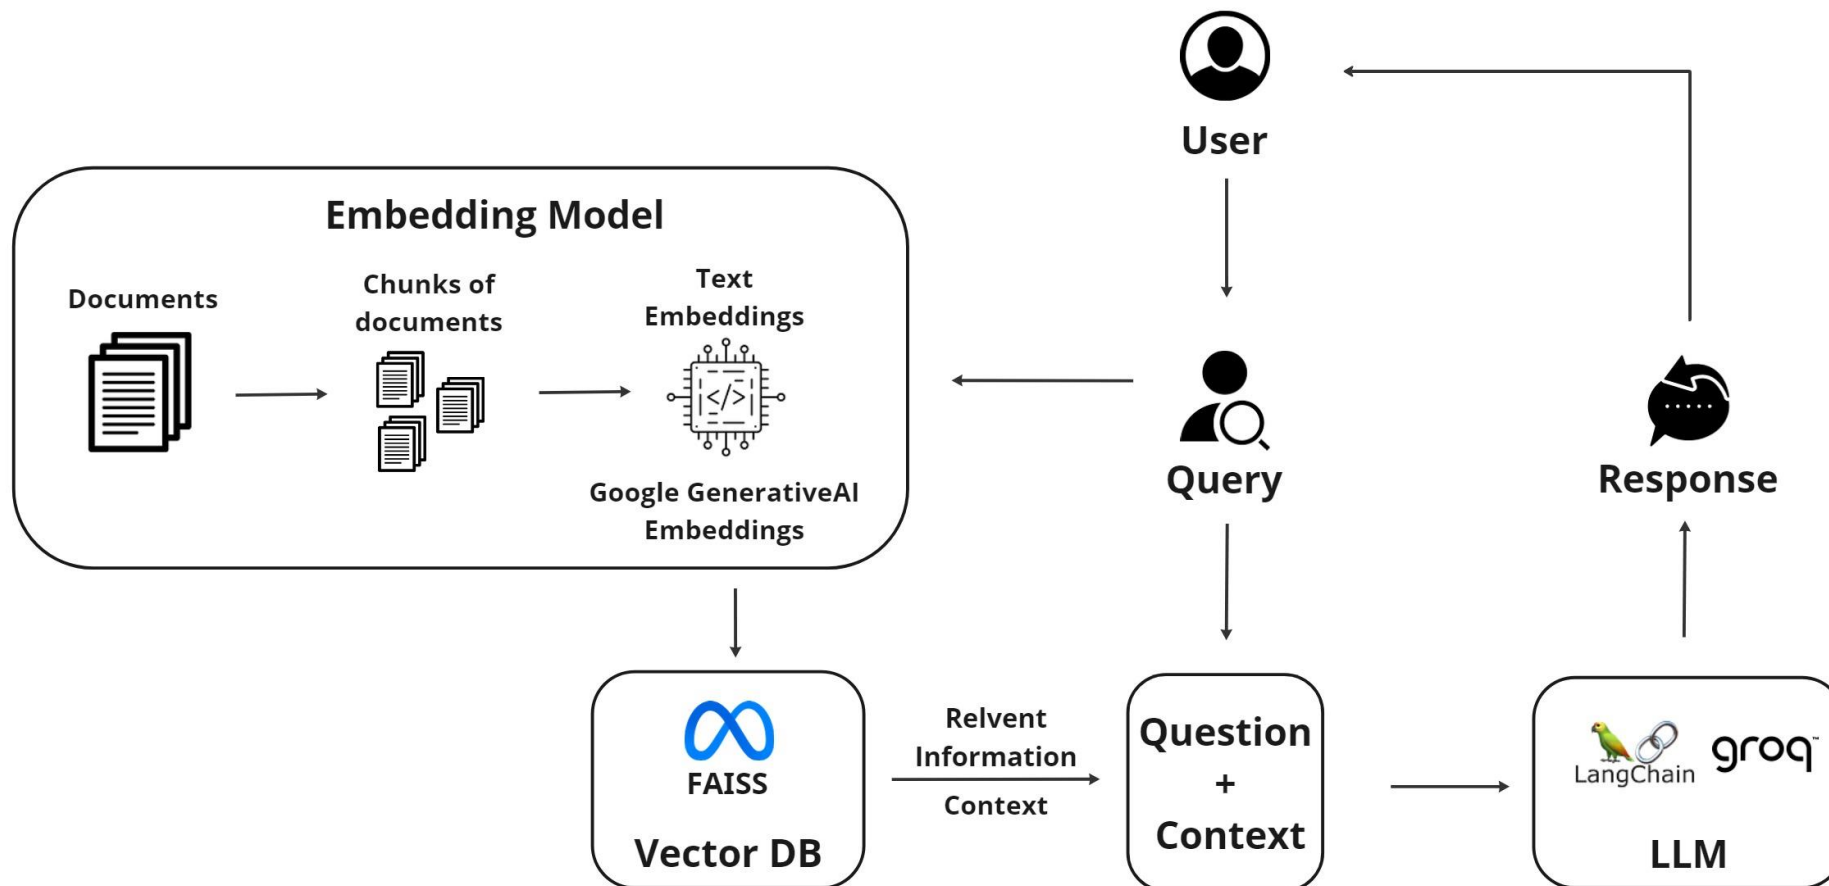 User
Embedding Model
Documents
Chunks of
documents
Text
Embeddings
</>
Google GenerativeAI
Embeddings
Query
Response
FAISS
Vector DB
Relvent
Information
Context
Question
+
Context
LangChain
groq™
LLM